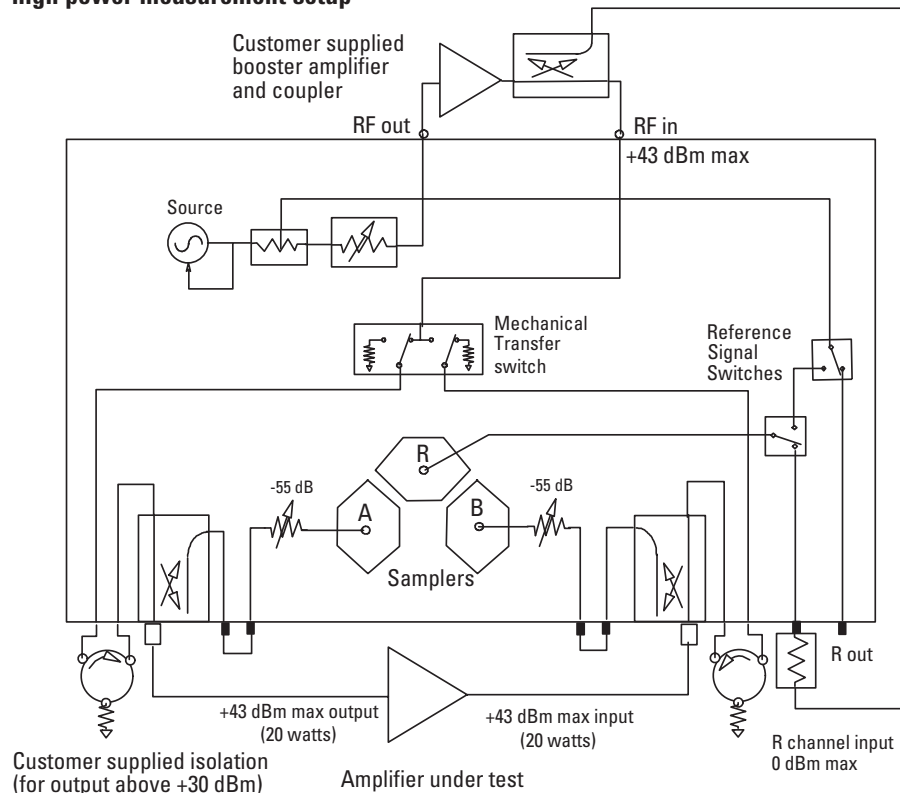 high power measurement setup
Customer supplied
booster amplifier
and coupler
RF out
RF in
+43 dBm max
Source
Mechanical
Transfer
switch
Reference
Signal
Switches
R
-55 dB
A
B
-55 dB
Samplers
R out
+43 dBm max output
(20 watts)
+43 dBm max input
(20 watts)
R channel input
0 dBm max
Customer supplied isolation
(for output above +30 dBm)
Amplifier under test